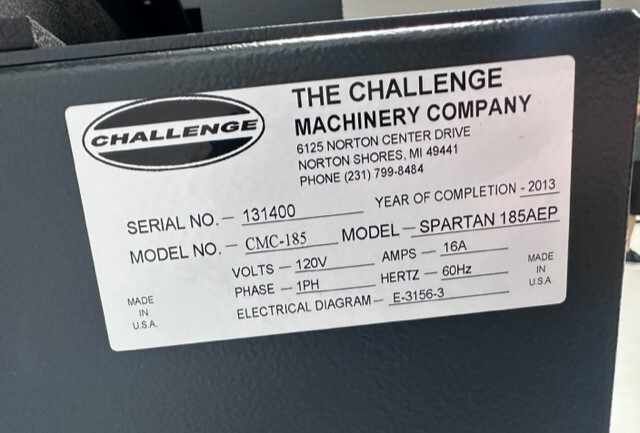 CHALLENGE
THE CHALLENGE
MACHINERY COMPANY
6125 NORTON CENTER DRIVE
NORTON SHORES, MI 49441
PHONE (231) 799-8484
SERIAL NO. – 131400 YEAR OF COMPLETION - 2013
MODEL NO. – CMC-185 MODEL – SPARTAN 185AEP
VOLTS – 120V AMPS – 16A
PHASE – 1PH HERTZ – 60Hz
ELECTRICAL DIAGRAM – E-3156-3
MADE
IN
U.S.A.
MADE
IN
U.S.A